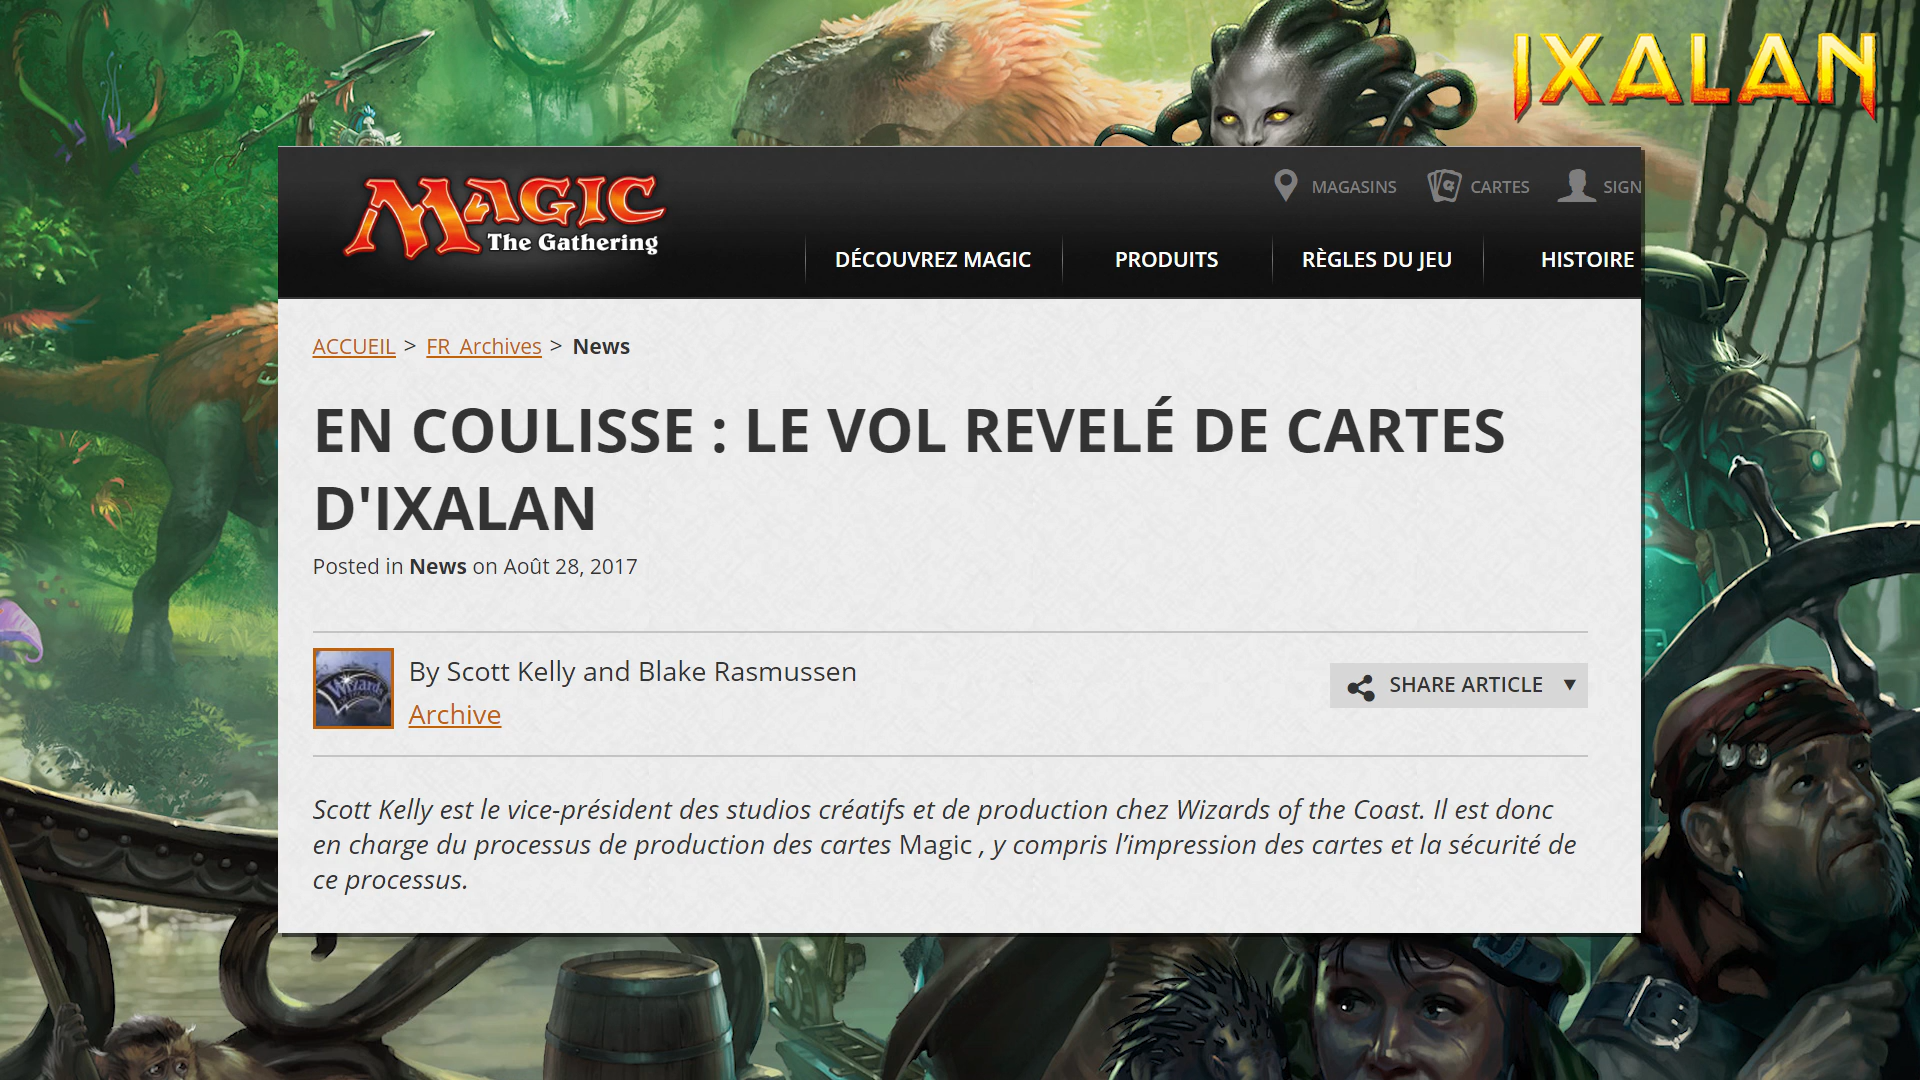 IXALAN
MAGIC
The Gathering
MAGASINS CARTES SIGN
DÉCOUVREZ MAGIC PRODUITS RÈGLES DU JEU HISTOIRE
ACCUEIL > FR Archives > News
EN COULISSE : LE VOL REVELÉ DE CARTES
D'IXALAN
Posted in News on Août 28, 2017
Wizards
By Scott Kelly and Blake Rasmussen
Archive
SHARE ARTICLE ▼
Scott Kelly est le vice-président des studios créatifs et de production chez Wizards of the Coast. Il est donc
en charge du processus de production des cartes Magic , y compris l’impression des cartes et la sécurité de
ce processus.